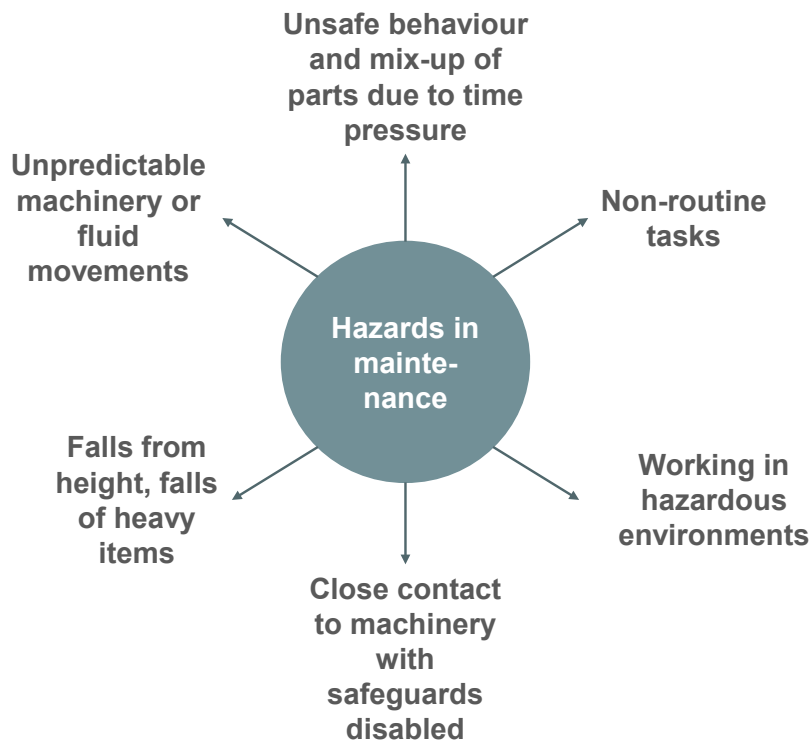 Unsafe behaviour
and mix-up of
parts due to time
pressure
Unpredictable
machinery or
fluid
movements
Non-routine
tasks
Hazards in
mainte-
nance
Falls from
height, falls
of heavy
items
Working in
hazardous
environments
Close contact
to machinery
with
safeguards
disabled